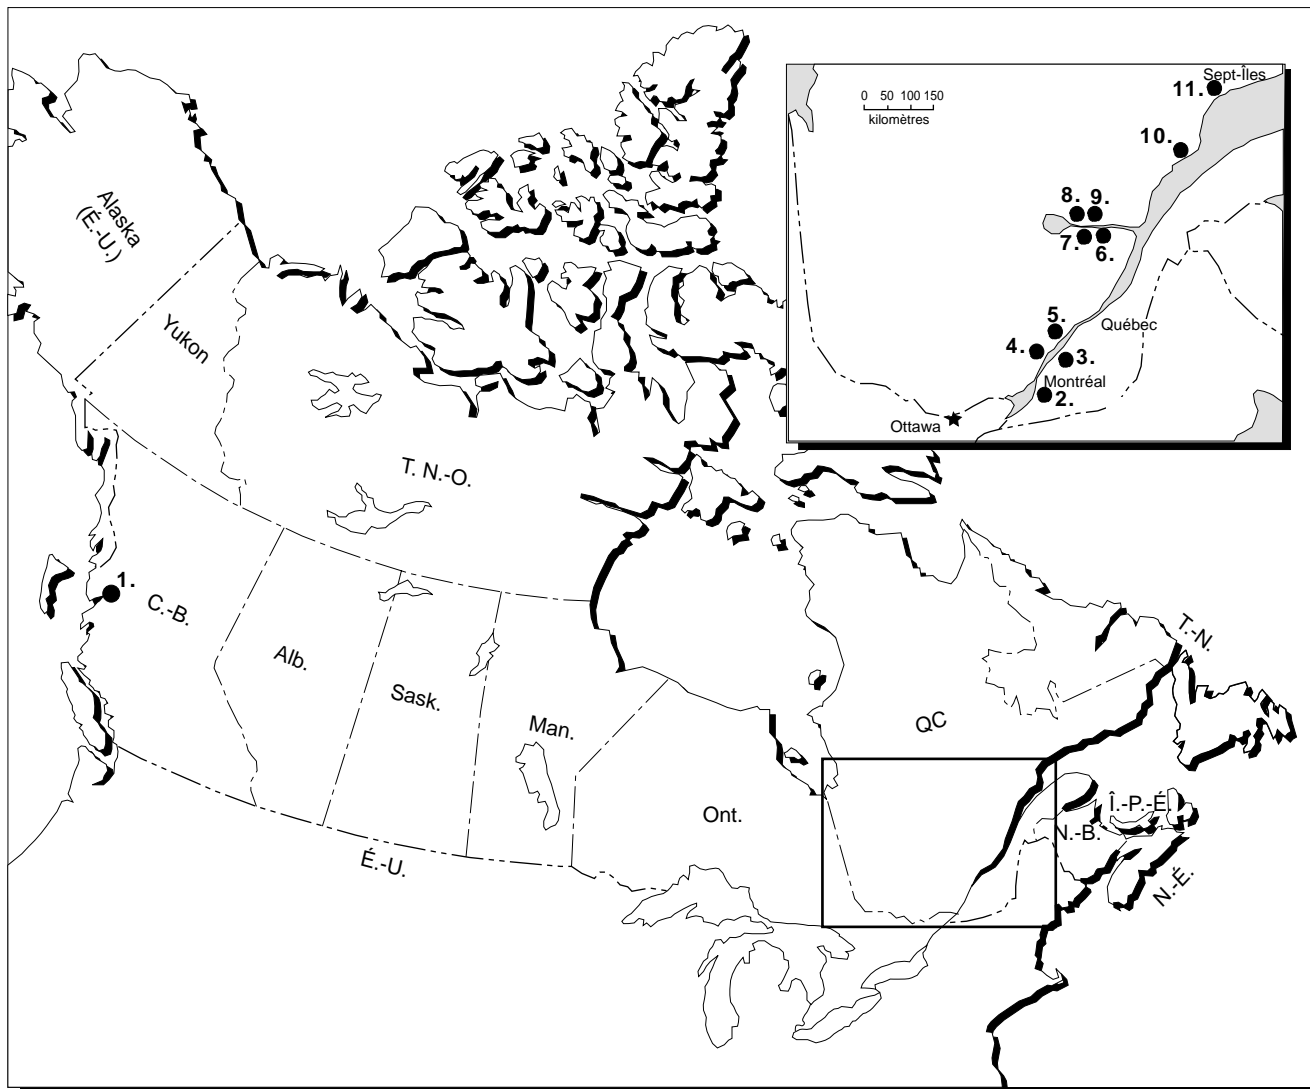 Sept-Îles
11.
0 50 100 150
kilomètres
10.
8. 9.
7. 6.
5.
Québec
4. 3.
Montréal
2.
Ottawa
Alaska
(É.-U.)
Yukon
T. N.-O.
1.
C.-B.
Alb.
Sask.
Man.
Ont.
QC
T.-N.
Î.-P.-É.
N.-B.
N.-É.
É.-U.